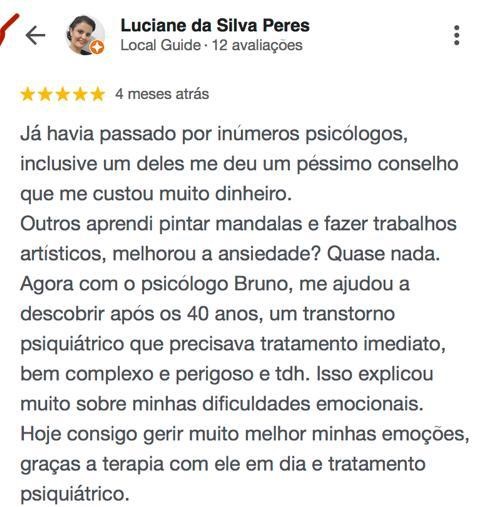 Luciane da Silva Peres
Local Guide · 12 avaliações
4 meses atrás
Já havia passado por inúmeros psicólogos,
inclusive um deles me deu um péssimo conselho
que me custou muito dinheiro.
Outros aprendi pintar mandalas e fazer trabalhos
artísticos, melhorou a ansiedade? Quase nada.
Agora com o psicólogo Bruno, me ajudou a
descobrir após os 40 anos, um transtorno
psiquiátrico que precisava tratamento imediato,
bem complexo e perigoso e tdh. Isso explicou
muito sobre minhas dificuldades emocionais.
Hoje consigo gerir muito melhor minhas emoções,
graças a terapia com ele em dia e tratamento
psiquiátrico.